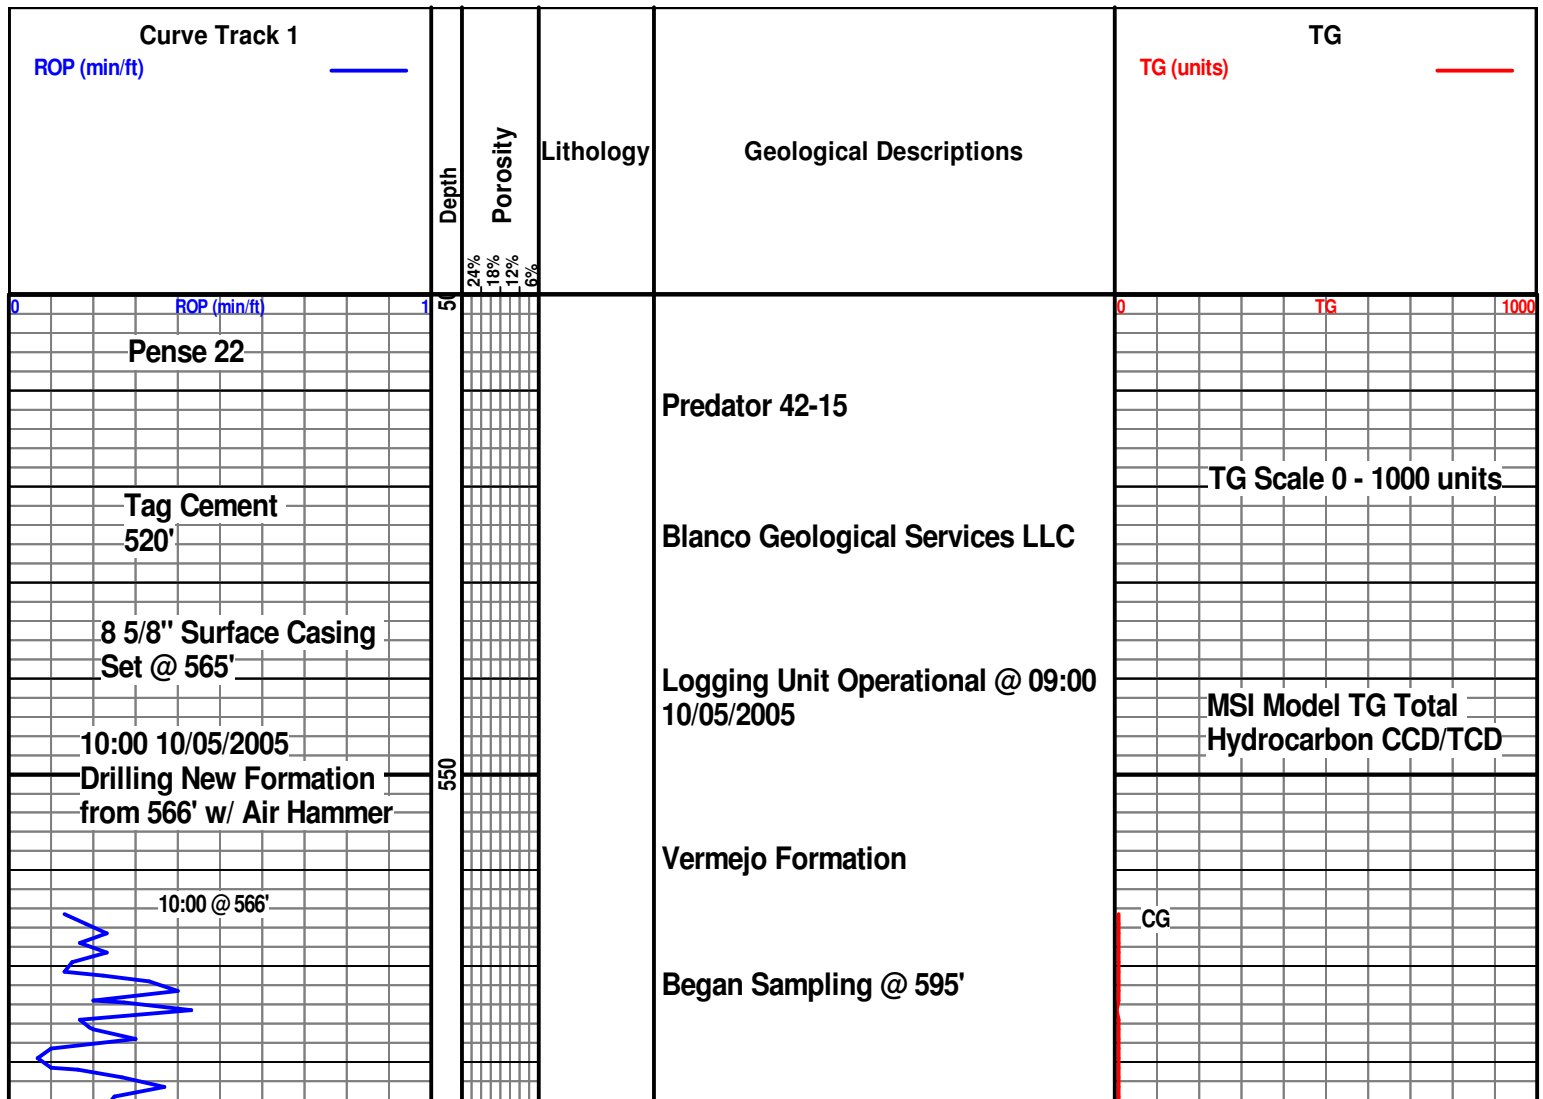 Curve Track 1
ROP (min/ft)
Depth
Porosity
24%
18%
12%
6%
Lithology
Geological Descriptions
TG
TG (units)
0 ROP (min/ft) 1
50
0 TG 1000
Pense 22
Predator 42-15
TG Scale 0 - 1000 units
Tag Cement
520'
Blanco Geological Services LLC
8 5/8" Surface Casing
Set @ 565'
Logging Unit Operational @ 09:00
10/05/2005
MSI Model TG Total
Hydrocarbon CCD/TCD
10:00 10/05/2005
Drilling New Formation
from 566' w/ Air Hammer
550
Vermejo Formation
10:00 @ 566'
CG
Began Sampling @ 595'